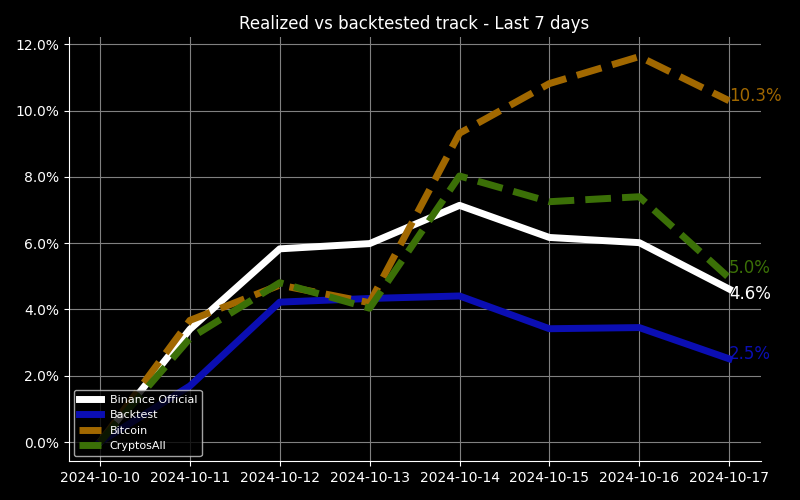 Realized vs backtested track - Last 7 days
12.0%
10.0%
8.0%
6.0%
4.0%
2.0%
0.0%
10.3%
5.0%
4.6%
2.5%
Binance Official
Backtest
Bitcoin
CryptosAll
2024-10-10 2024-10-11 2024-10-12 2024-10-13 2024-10-14 2024-10-15 2024-10-16 2024-10-17